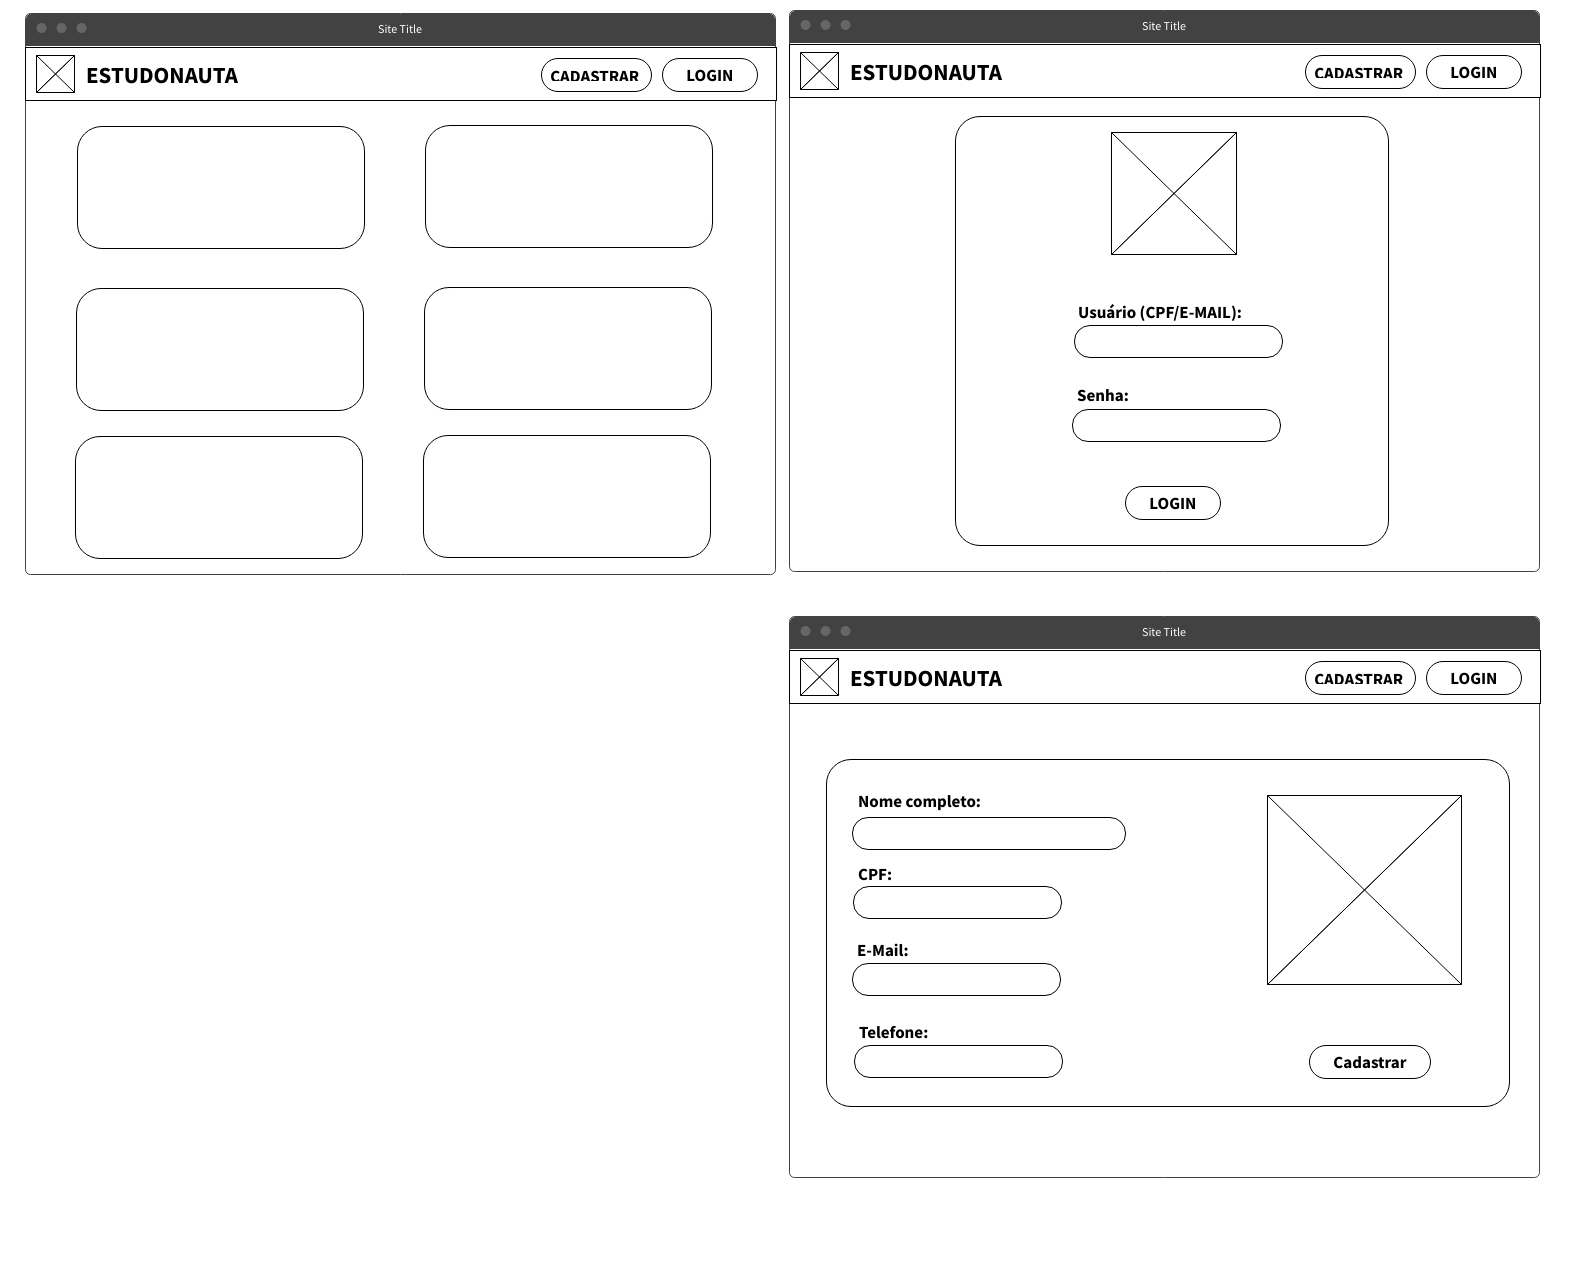 Site Title
ESTUDONAUTA
CADASTRAR
LOGIN
Site Title
ESTUDONAUTA
CADASTRAR
LOGIN
Usuário (CPF/E-MAIL):
Senha:
LOGIN
Site Title
ESTUDONAUTA
CADASTRAR
LOGIN
Nome completo:
CPF:
E-Mail:
Telefone:
Cadastrar